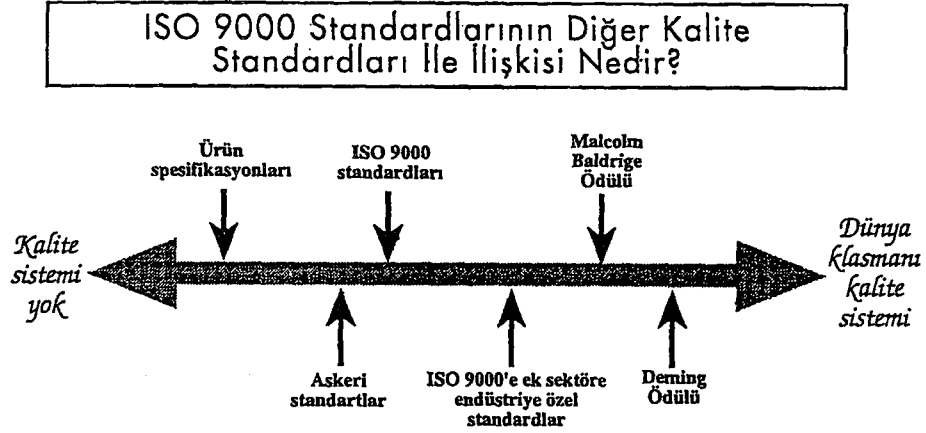 ISO 9000 Standardlarının Diğer Kalite
Standardları İle İlişkisi Nedir?
Ürün
spesifikasyonları
ISO 9000
standardları
Malcolm
Baldrige
Ödülü
Kalite
sistemi
yok
Dünya
klasmanı
kalite
sistemi
Askeri
standartlar
ISO 9000'e ek sektöre
endüstriye özel
standardlar
Deming
Ödülü